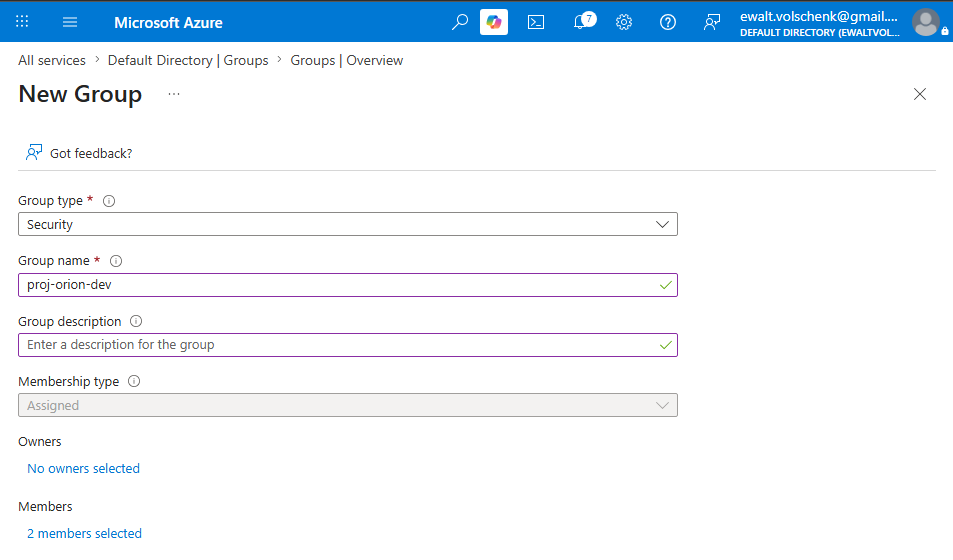 Microsoft Azure
7
ewalt.volschenk@gmail....
DEFAULT DIRECTORY (EWALTVOL...
All services > Default Directory | Groups > Groups | Overview
New Group ...
Got feedback?
Group type *
Security
Group name *
proj-orion-dev
Group description
Enter a description for the group
Membership type
Assigned
Owners
No owners selected
Members
2 members selected